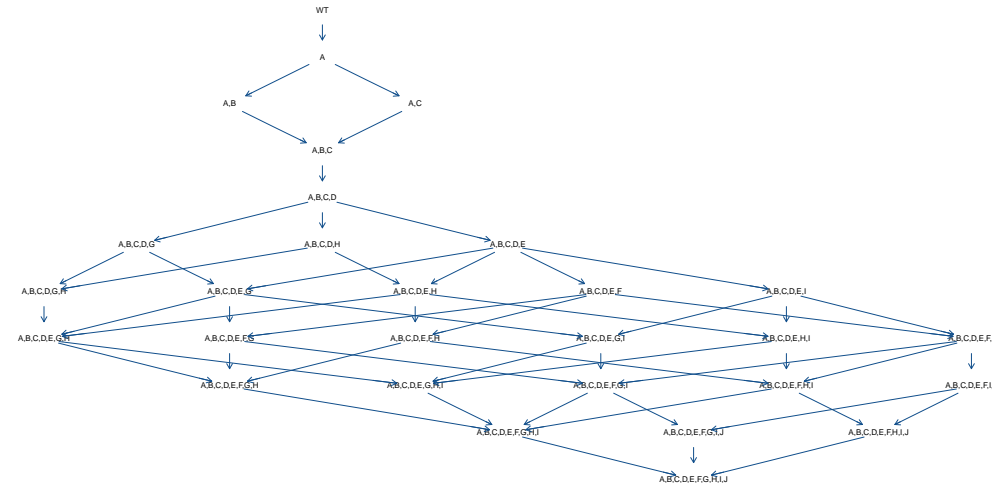 WT
A
A,B
A,C
A,B,C
A,B,C,D
A,B,C,D,G
A,B,C,D,H
A,B,C,D,E
A,B,C,D,G,H
A,B,C,D,E,G
A,B,C,D,E,H
A,B,C,D,E,F
A,B,C,D,E,I
A,B,C,D,E,G,H
A,B,C,D,E,F,G
A,B,C,D,E,F,H
A,B,C,D,E,G,I
A,B,C,D,E,H,I
A,B,C,D,E,F,
A,B,C,D,E,F,G,H
A,B,C,D,E,G,H,I
A,B,C,D,E,F,G,I
A,B,C,D,E,F,H,I
A,B,C,D,E,F,I,
A,B,C,D,E,F,G,H,I
A,B,C,D,E,F,G,I,J
A,B,C,D,E,F,H,I,J
A,B,C,D,E,F,G,H,I,J